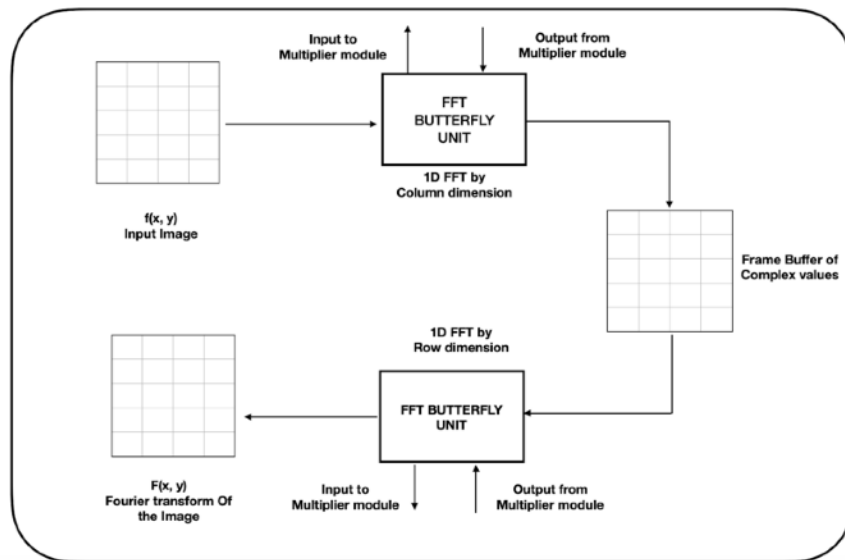 Input to
Multiplier module
Output from
Multiplier module
FFT
BUTTERFLY
UNIT
1D FFT by
Column dimension
f(x, y)
Input Image
Frame Buffer of
Complex values
1D FFT by
Row dimension
FFT BUTTERFLY
UNIT
F(x, y)
Fourier transform Of
the Image
Input to
Multiplier module
Output from
Multiplier module